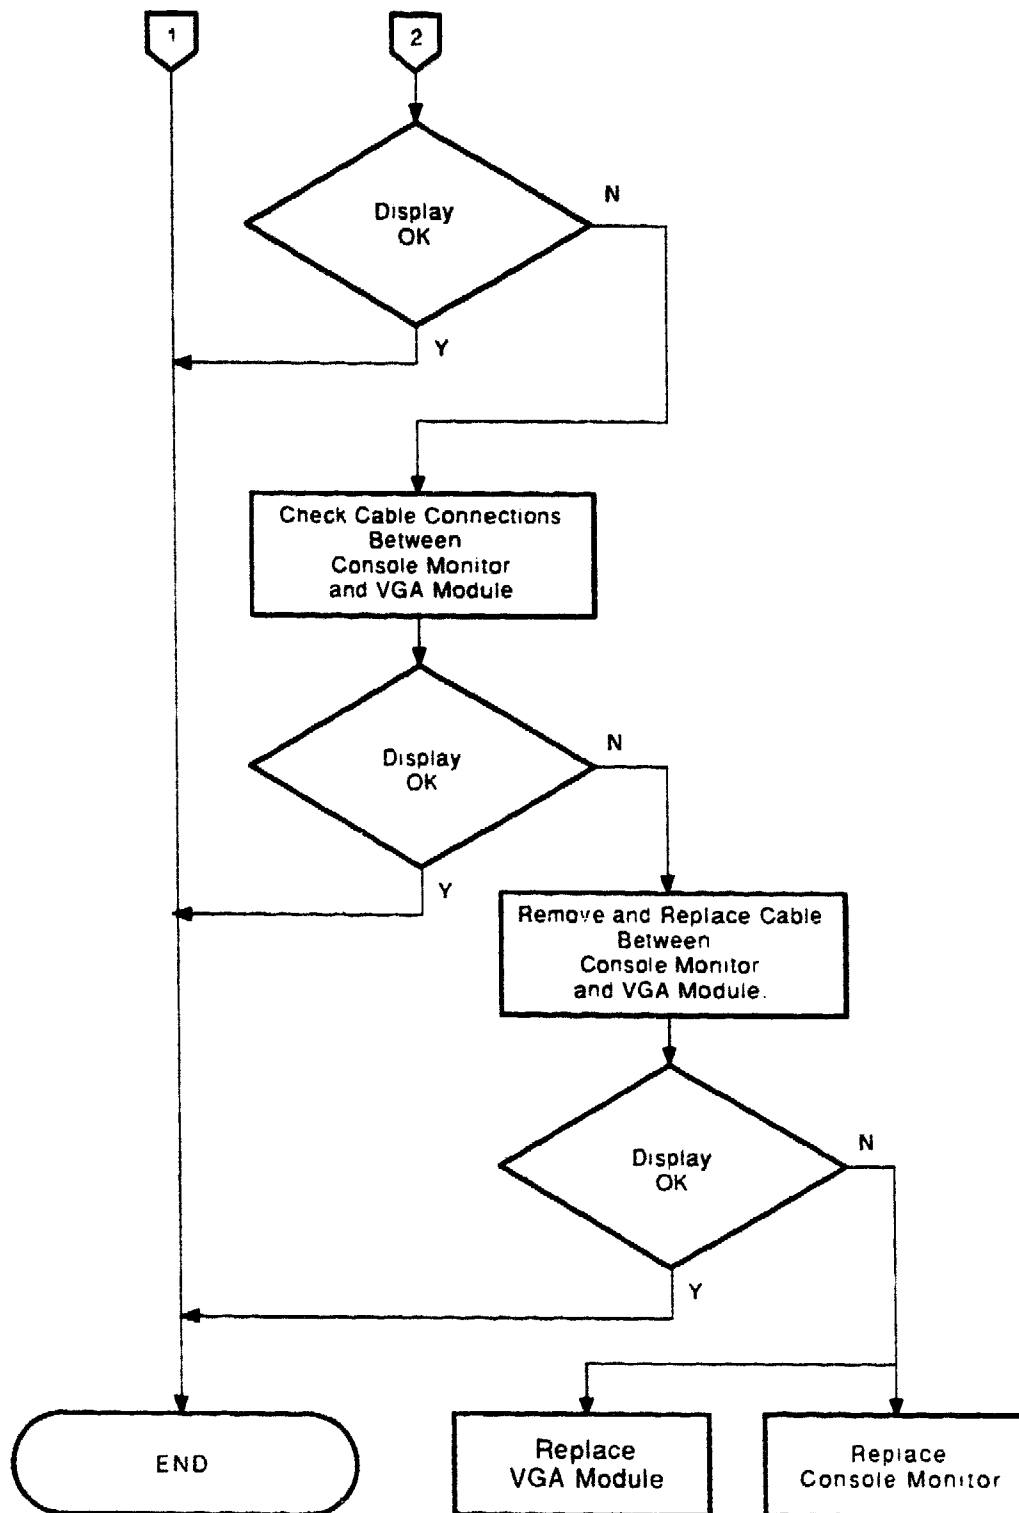 1
2
Display
OK
N
Y
Check Cable Connections
Between
Console Monitor
and VGA Module
Display
OK
N
Y
Remove and Replace Cable
Between
Console Monitor
and VGA Module.
Display
OK
N
Y
END
Replace
VGA Module
Replace
Console Monitor